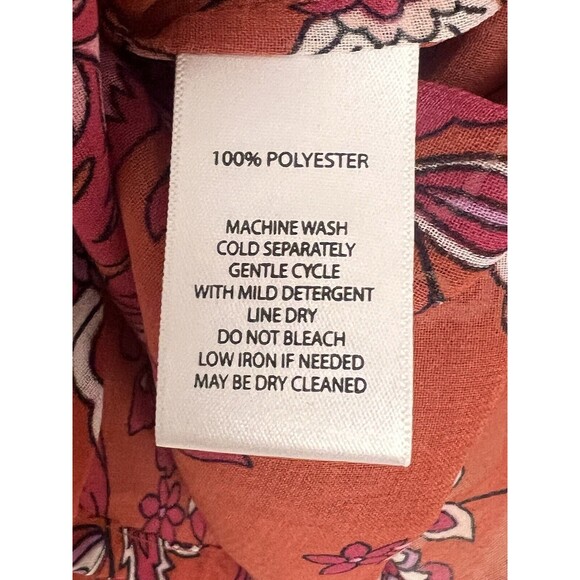 100% POLYESTER
MACHINE WASH
COLD SEPARATELY
GENTLE CYCLE
WITH MILD DETERGENT
LINE DRY
DO NOT BLEACH
LOW IRON IF NEEDED
MAY BE DRY CLEANED